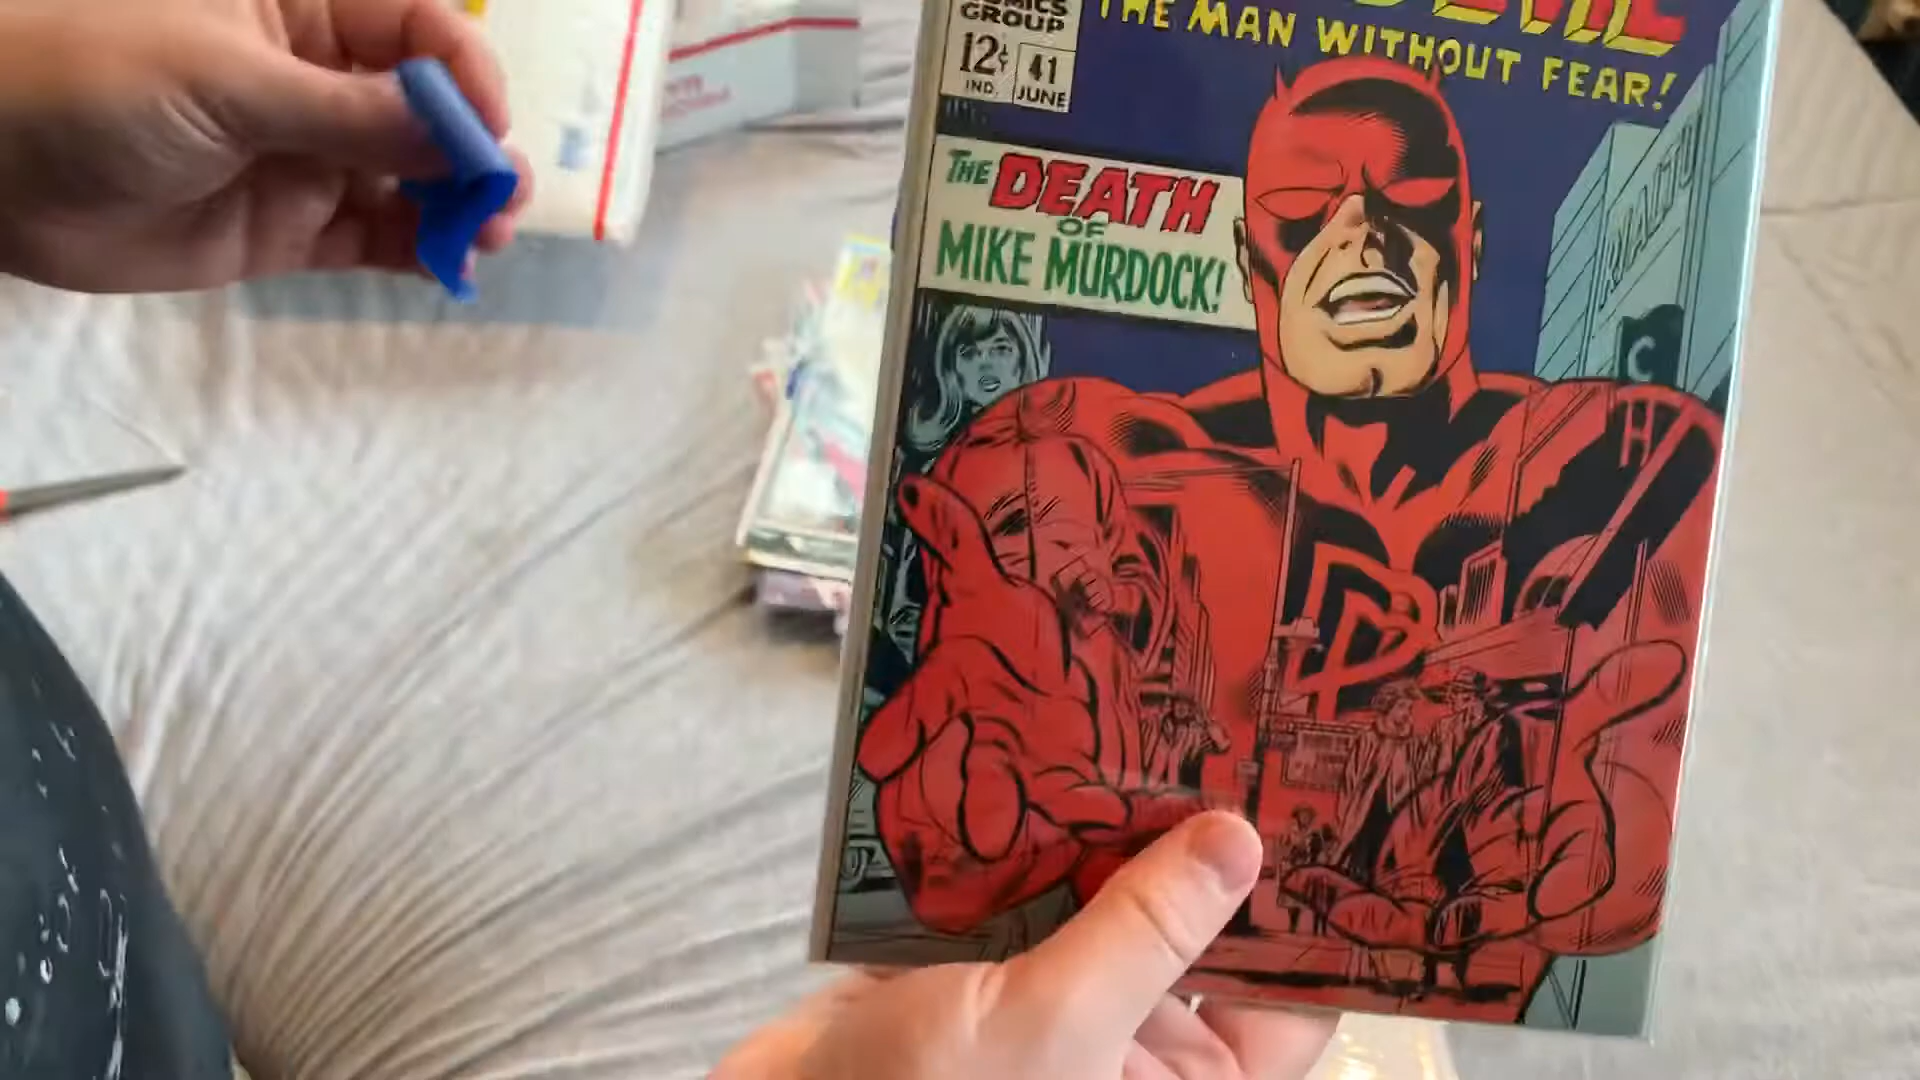 COMICS
GROUP
12¢
IND.
41
JUNE
THE MAN WITHOUT FEAR!
THE DEATH
OF
MIKE MURDOCK!
RIALTO
C
H